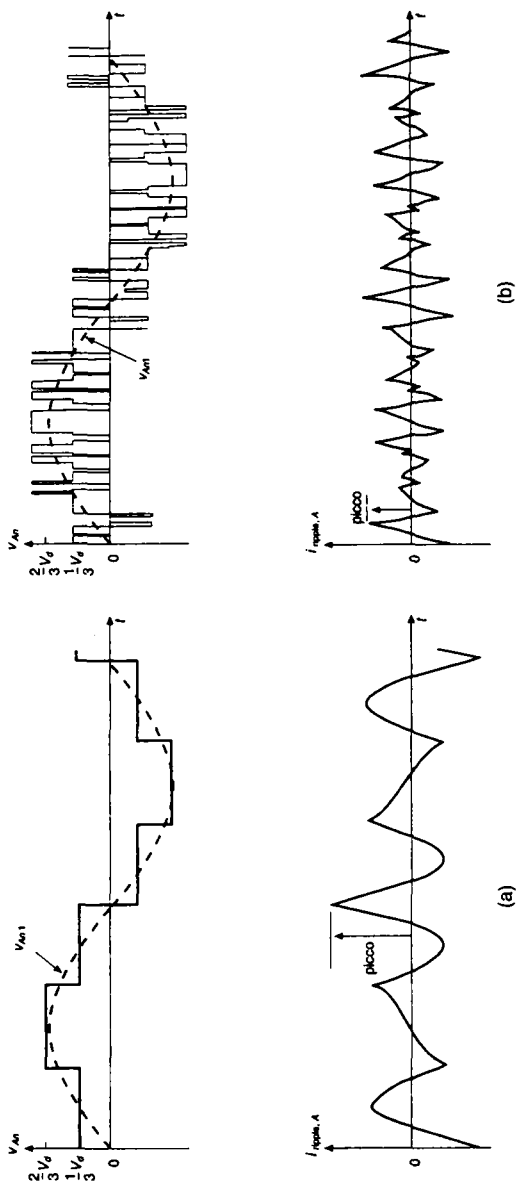 v_An
2/3 V_d
1/3 V_d
0
v_An1
t
i_ripple, A
0
picco
t
(a)
v_An
2/3 V_d
1/3 V_d
0
v_An1
t
i_ripple, A
0
picco
t
(b)